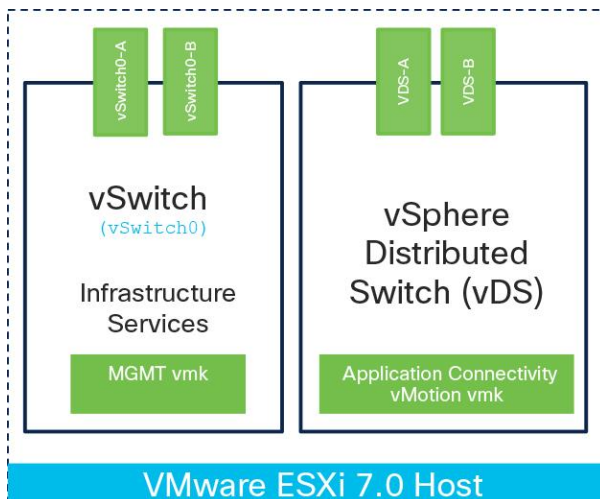 vSwitch0-A
vSwitch0-B
VDS-A
VDS-B
vSwitch
(vSwitch0)
Infrastructure
Services
MGMT vmk
vSphere
Distributed
Switch (vDS)
Application Connectivity
vMotion vmk
VMware ESXi 7.0 Host